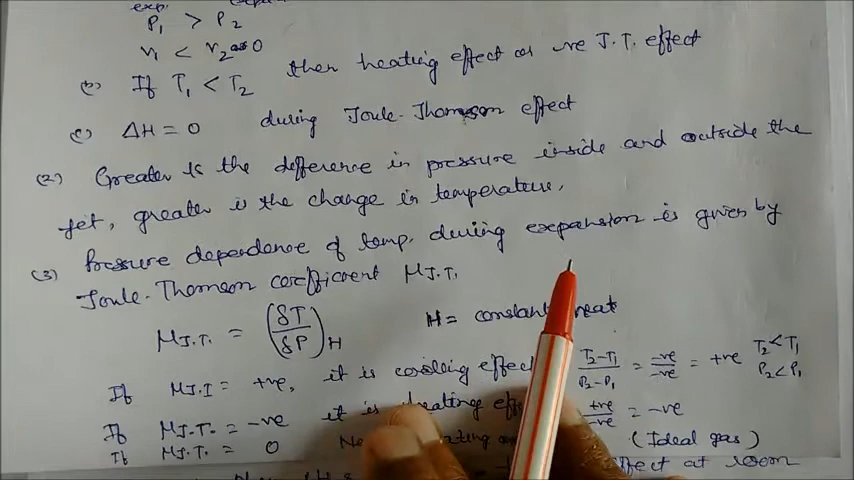 exp.
P₁ > P₂
V₁ < V₂
(b) If T₁ < T₂ then heating effect or -ve J.T. effect
(c) ΔH = 0 during Joule-Thomson effect
(2) Greater is the difference in pressure inside and outside the
jet, greater is the change in temperature.
(3) Pressure dependence of temp. during expansion is given by
Joule-Thomson coefficient μJ.T.
μJ.T. = (δT/δP)H H = constant heat
If μJ.T = +ve, it is cooling effect T₂-T₁/P₂-P₁ = -ve/-ve = +ve T₂<T₁ P₂<P₁
If μJ.T. = -ve it is heating +ve/-ve = -ve
If μJ.T. = 0 (Ideal gas)
effect at room